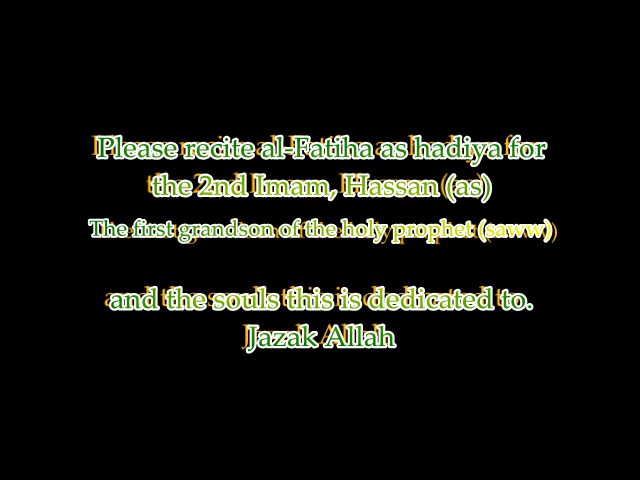 Please recite al-Fatiha as hadiya for
the 2nd Imam, Hassan (as)
The first grandson of the holy prophet (saww)
and the souls this is dedicated to.
Jazak Allah